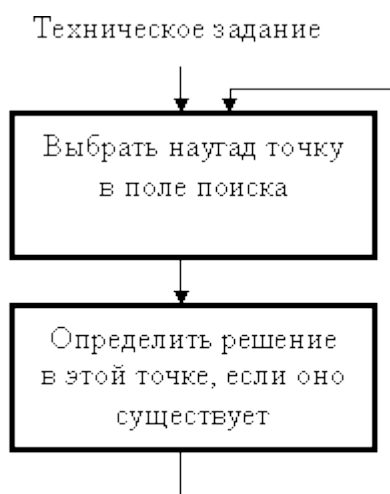 Техническое задание
Выбрать наугад точку
в поле поиска
Определить решение
в этой точке, если оно
существует